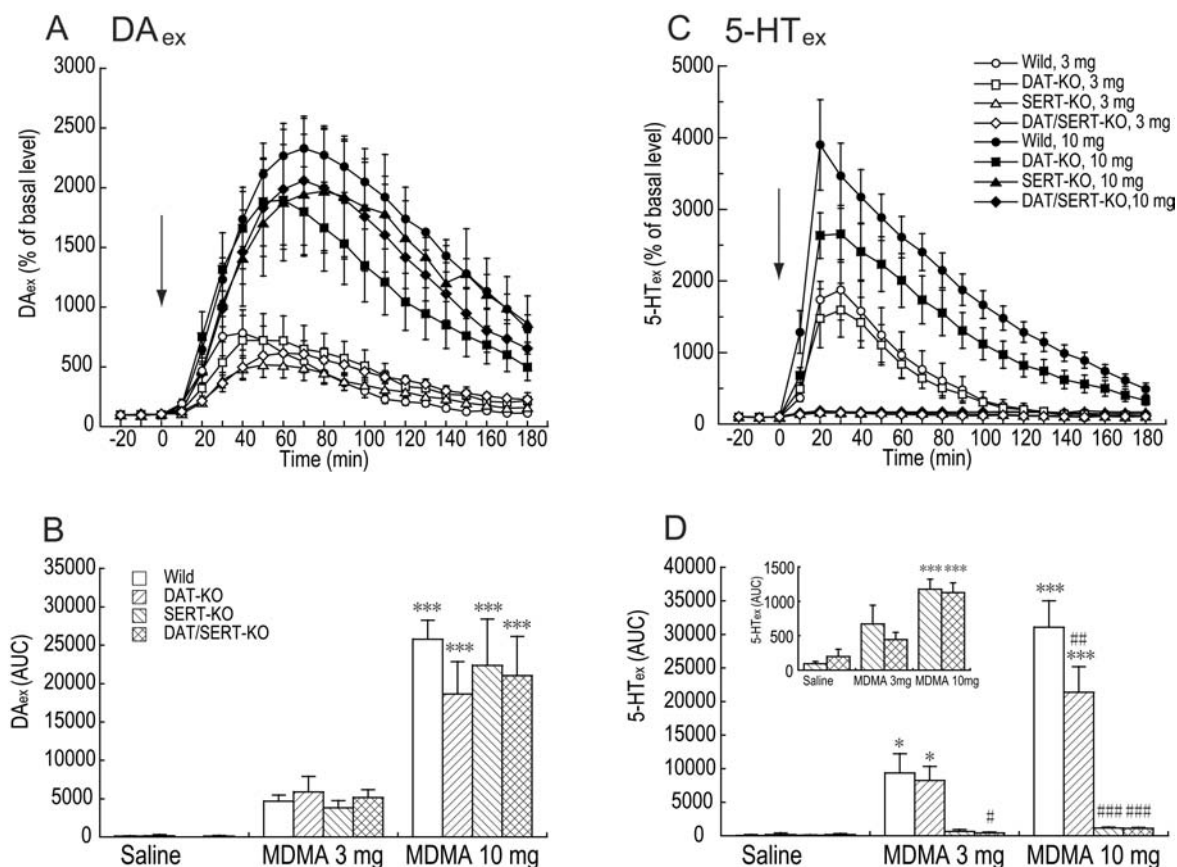 A DAex
DAex (% of basal level)
3000
2500
2000
1500
1000
500
0
-20 0 20 40 60 80 100 120 140 160 180
Time (min)
C 5-HTex
5-HTex (% of basal level)
5000
4000
3000
2000
1000
0
-20 0 20 40 60 80 100 120 140 160 180
Time (min)
Wild, 3 mg
DAT-KO, 3 mg
SERT-KO, 3 mg
DAT/SERT-KO, 3 mg
Wild, 10 mg
DAT-KO, 10 mg
SERT-KO, 10 mg
DAT/SERT-KO,10 mg
B
DAex (AUC)
35000
30000
25000
20000
15000
10000
5000
0
Wild
DAT-KO
SERT-KO
DAT/SERT-KO
*** *** *** ***
Saline MDMA 3 mg MDMA 10 mg
D
5-HTex (AUC)
40000
35000
30000
25000
20000
15000
10000
5000
0
5-HTex (AUC)
1500
1000
500
0
*** ***
Saline MDMA 3mg MDMA 10mg
***
##
***
* *
#
### ###
Saline MDMA 3 mg MDMA 10 mg